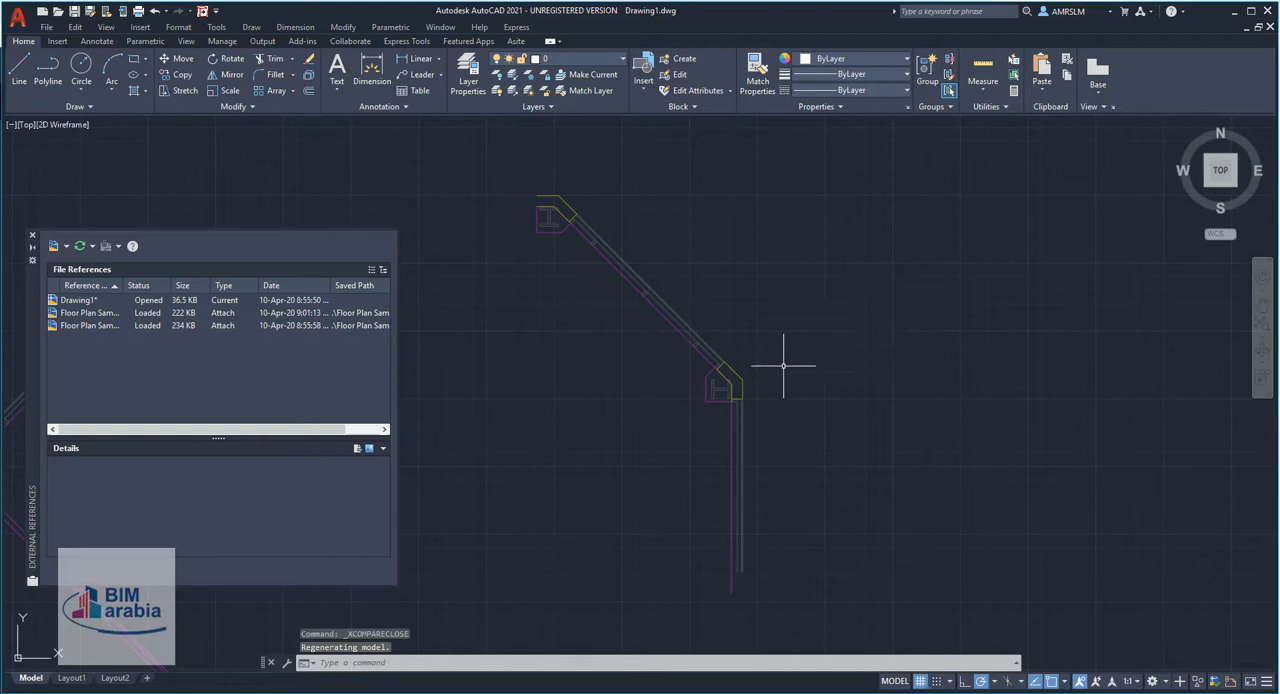 Autodesk AutoCAD 2021 - UNREGISTERED VERSION Drawing1.dwg
Type a keyword or phrase
AMRSLM
File Edit View Insert Format Tools Draw Dimension Modify Parametric Window Help Express
Home Insert Annotate Parametric View Manage Output Add-ins Collaborate Express Tools Featured Apps Asite
Line Polyline Circle Arc
Move Rotate Trim
Copy Mirror Fillet
Stretch Scale Array
Text Dimension
Linear
Leader
Table
Layer Properties
0
Make Current
Match Layer
Insert
Create
Edit
Edit Attributes
Match Properties
ByLayer
ByLayer
ByLayer
Group
Measure
Paste
Base
Draw Modify Annotation Layers Block Properties Groups Utilities Clipboard View
[−][Top][2D Wireframe]
N
W TOP E
S
WCS
File References
Reference ... Status Size Type Date Saved Path
Drawing1* Opened 36.5 KB Current 10-Apr-20 8:55:50 ...
Floor Plan Sam... Loaded 222 KB Attach 10-Apr-20 9:01:13 ... .\Floor Plan Sam
Floor Plan Sam... Loaded 234 KB Attach 10-Apr-20 8:55:58 ... .\Floor Plan Sam
Details
EXTERNAL REFERENCES
BIM
arabia
Y
X
Command: _XCOMPARECLOSE
Regenerating model.
Type a command
Model Layout1 Layout2 +
MODEL 1:1